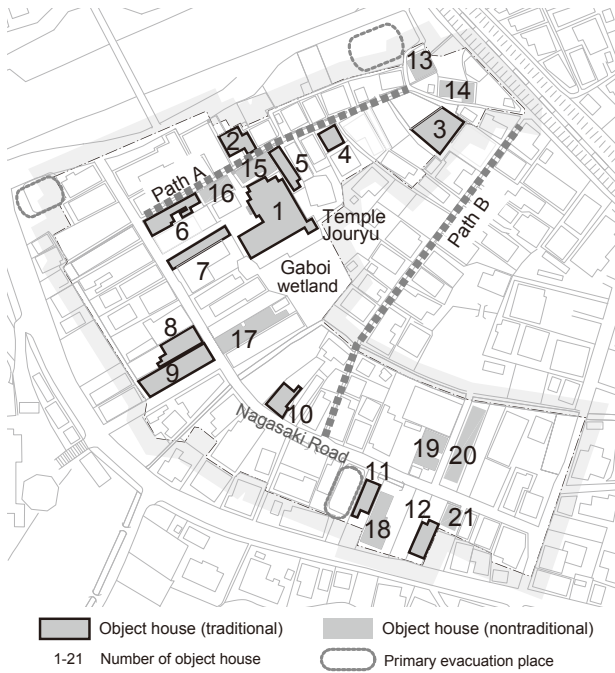 13
14
3
2
4
15
5
Path A
16
1
Temple
Jouryu
Path B
6
7
Gaboi
wetland
8
17
9
10
Nagasaki Road
11
19
20
12
21
18
Object house (traditional)
Object house (nontraditional)
1-21 Number of object house
Primary evacuation place